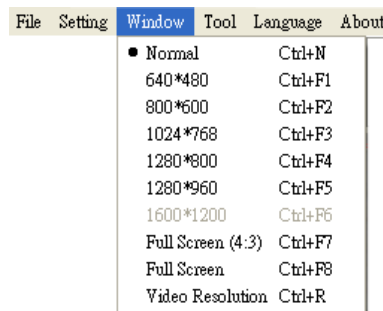 File Setting Window Tool Language About
Normal Ctrl+N
640*480 Ctrl+F1
800*600 Ctrl+F2
1024*768 Ctrl+F3
1280*800 Ctrl+F4
1280*960 Ctrl+F5
1600*1200 Ctrl+F6
Full Screen (4:3) Ctrl+F7
Full Screen Ctrl+F8
Video Resolution Ctrl+R